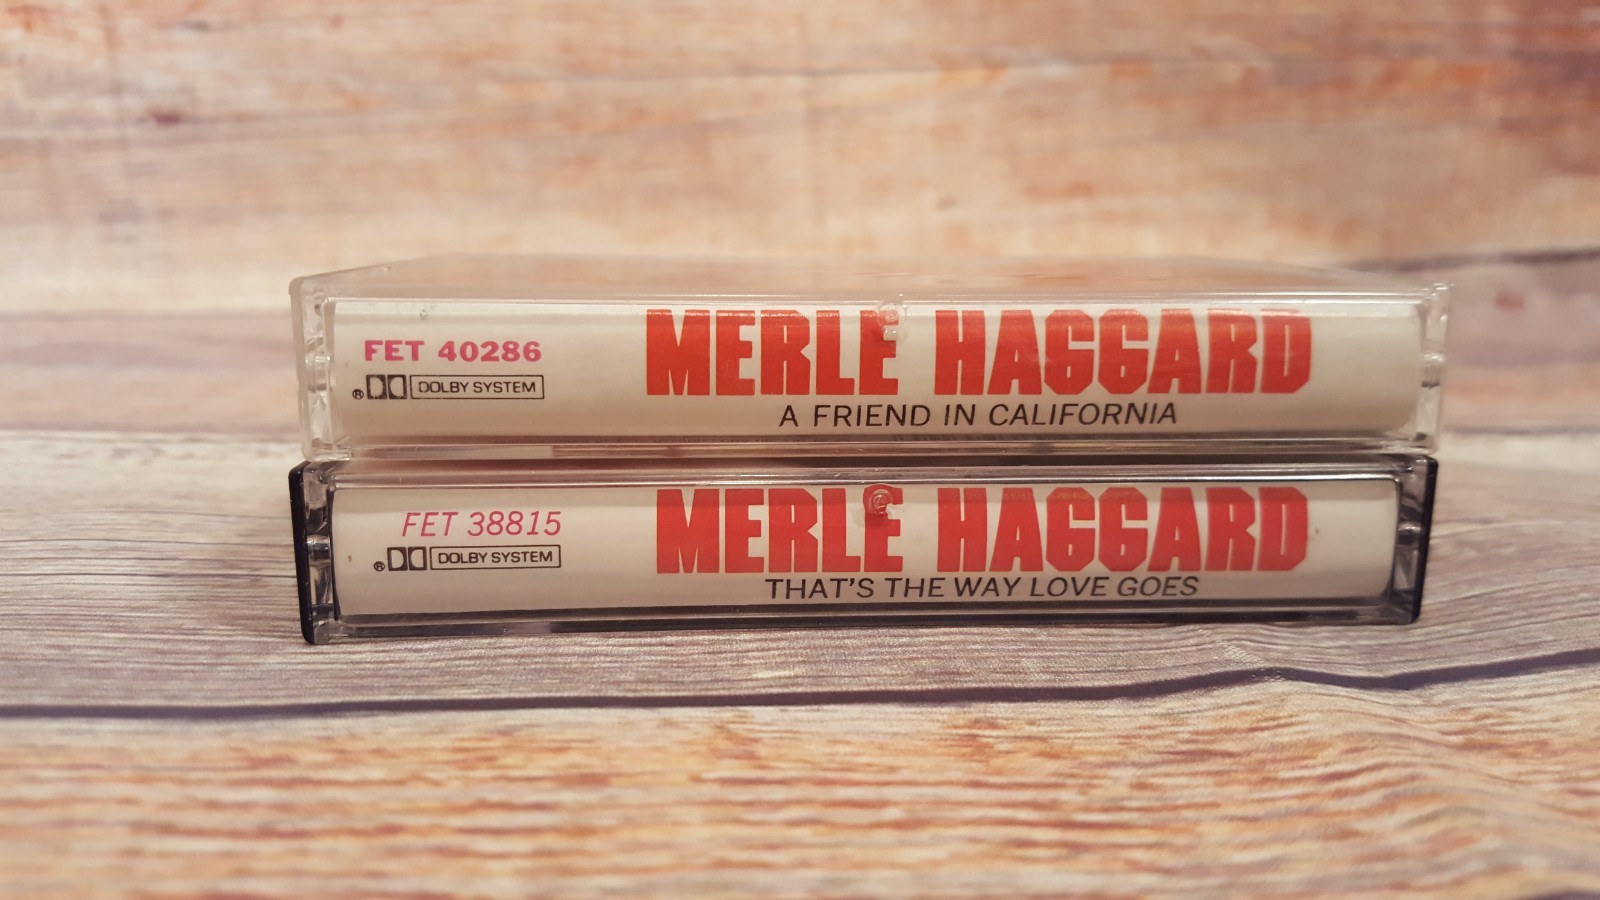 FET 40286
® DOLBY SYSTEM
MERLE HAGGARD
A FRIEND IN CALIFORNIA
FET 38815
® DOLBY SYSTEM
MERLE HAGGARD
THAT'S THE WAY LOVE GOES